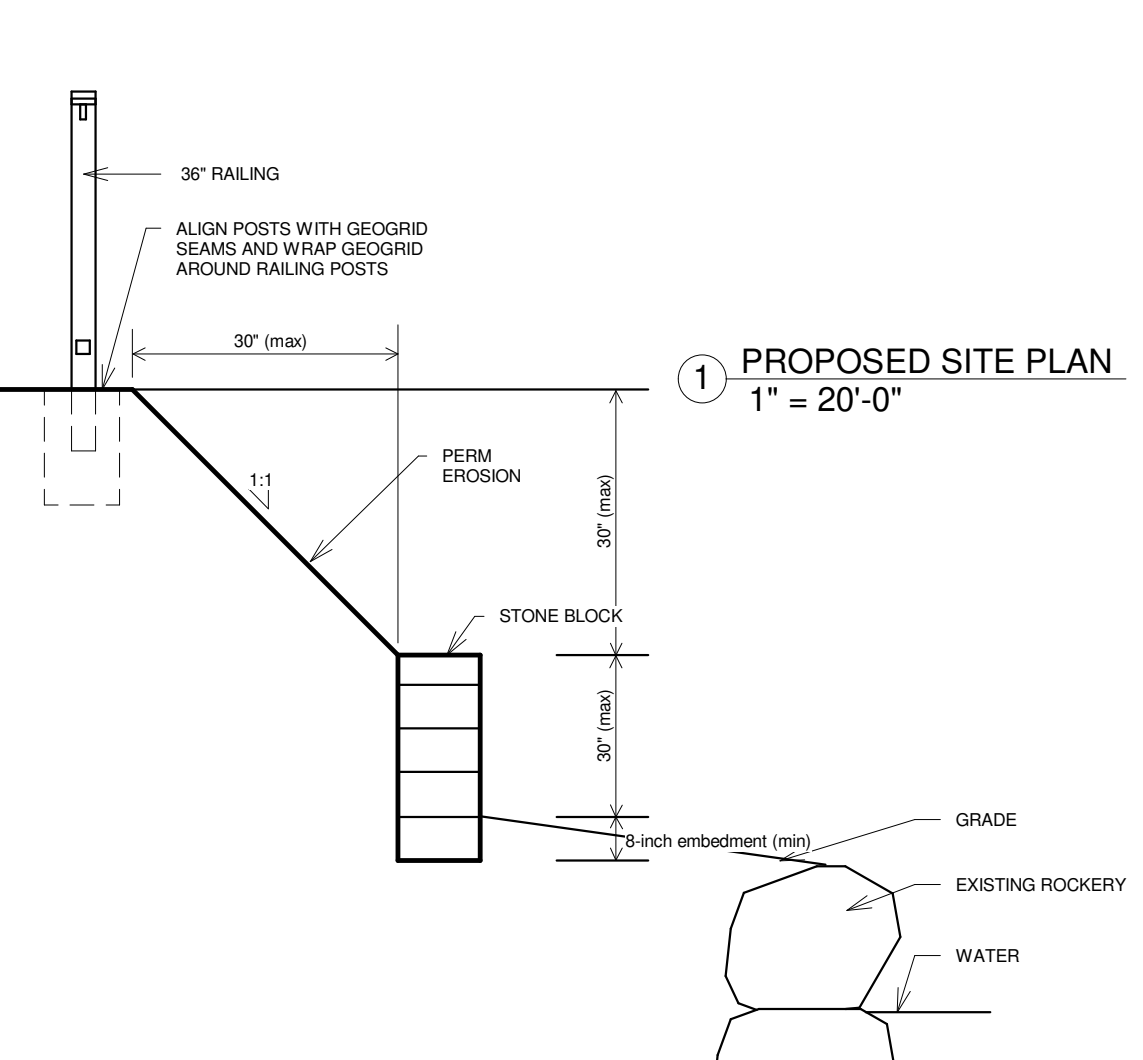 36" RAILING
ALIGN POSTS WITH GEOGRID
SEAMS AND WRAP GEOGRID
AROUND RAILING POSTS
30" (max)
1 PROPOSED SITE PLAN
1" = 20'-0"
PERM
EROSION
1:1
30" (max)
STONE BLOCK
30" (max)
8-inch embedment (min)
GRADE
EXISTING ROCKERY
WATER